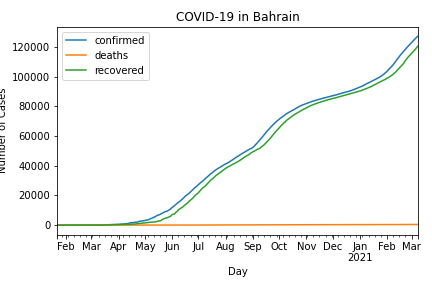 COVID-19 in Bahrain
confirmed
deaths
recovered
120000
100000
80000
60000
40000
20000
0
Number of Cases
Feb Mar Apr May Jun Jul Aug Sep Oct Nov Dec Jan Feb Mar
2021
Day